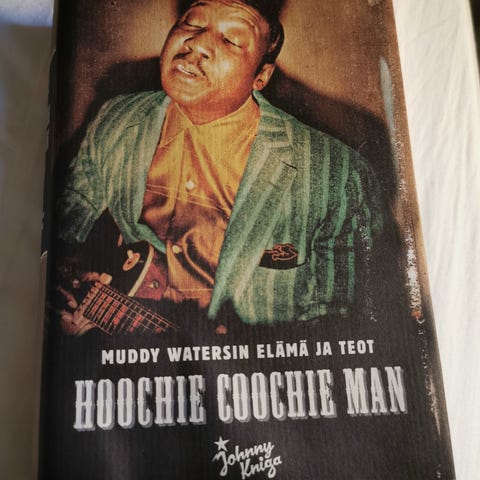 MUDDY WATERSIN ELÄMÄ JA TEOT
HOOCHIE COOCHIE MAN
Johnny
Kniga